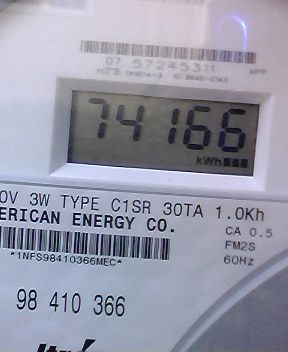 07 57245311
74166
kWh
0V 3W TYPE C1SR 30TA 1.0Kh
ERICAN ENERGY CO.
CA 0.5
FM2S
*1NFS98410366MEC*
60Hz
98 410 366